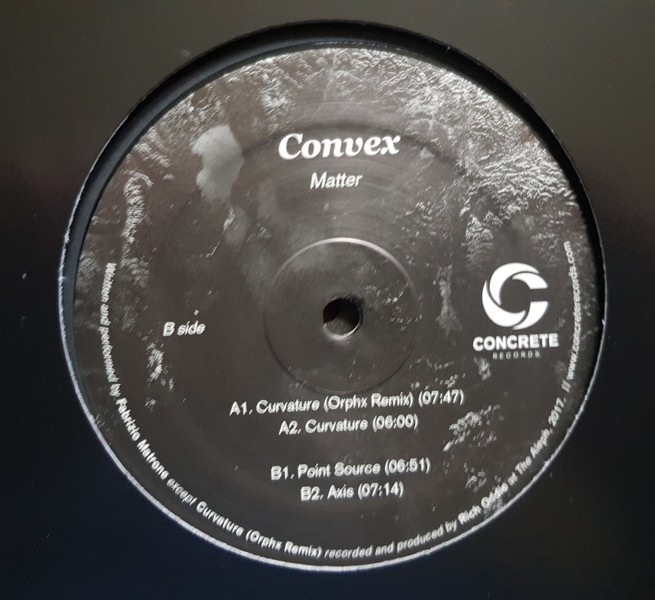 Convex
Matter
B side
CONCRETE
RECORDS
A1. Curvature (Orphx Remix) (07:47)
A2. Curvature (06:00)
B1. Point Source (06:51)
B2. Axis (07:14)
Written and performed by Fabrizio Matrone except Curvature (Orphx Remix) recorded and produced by Rich Oddie at The Aleph, 2017. // www.concreterecords.com